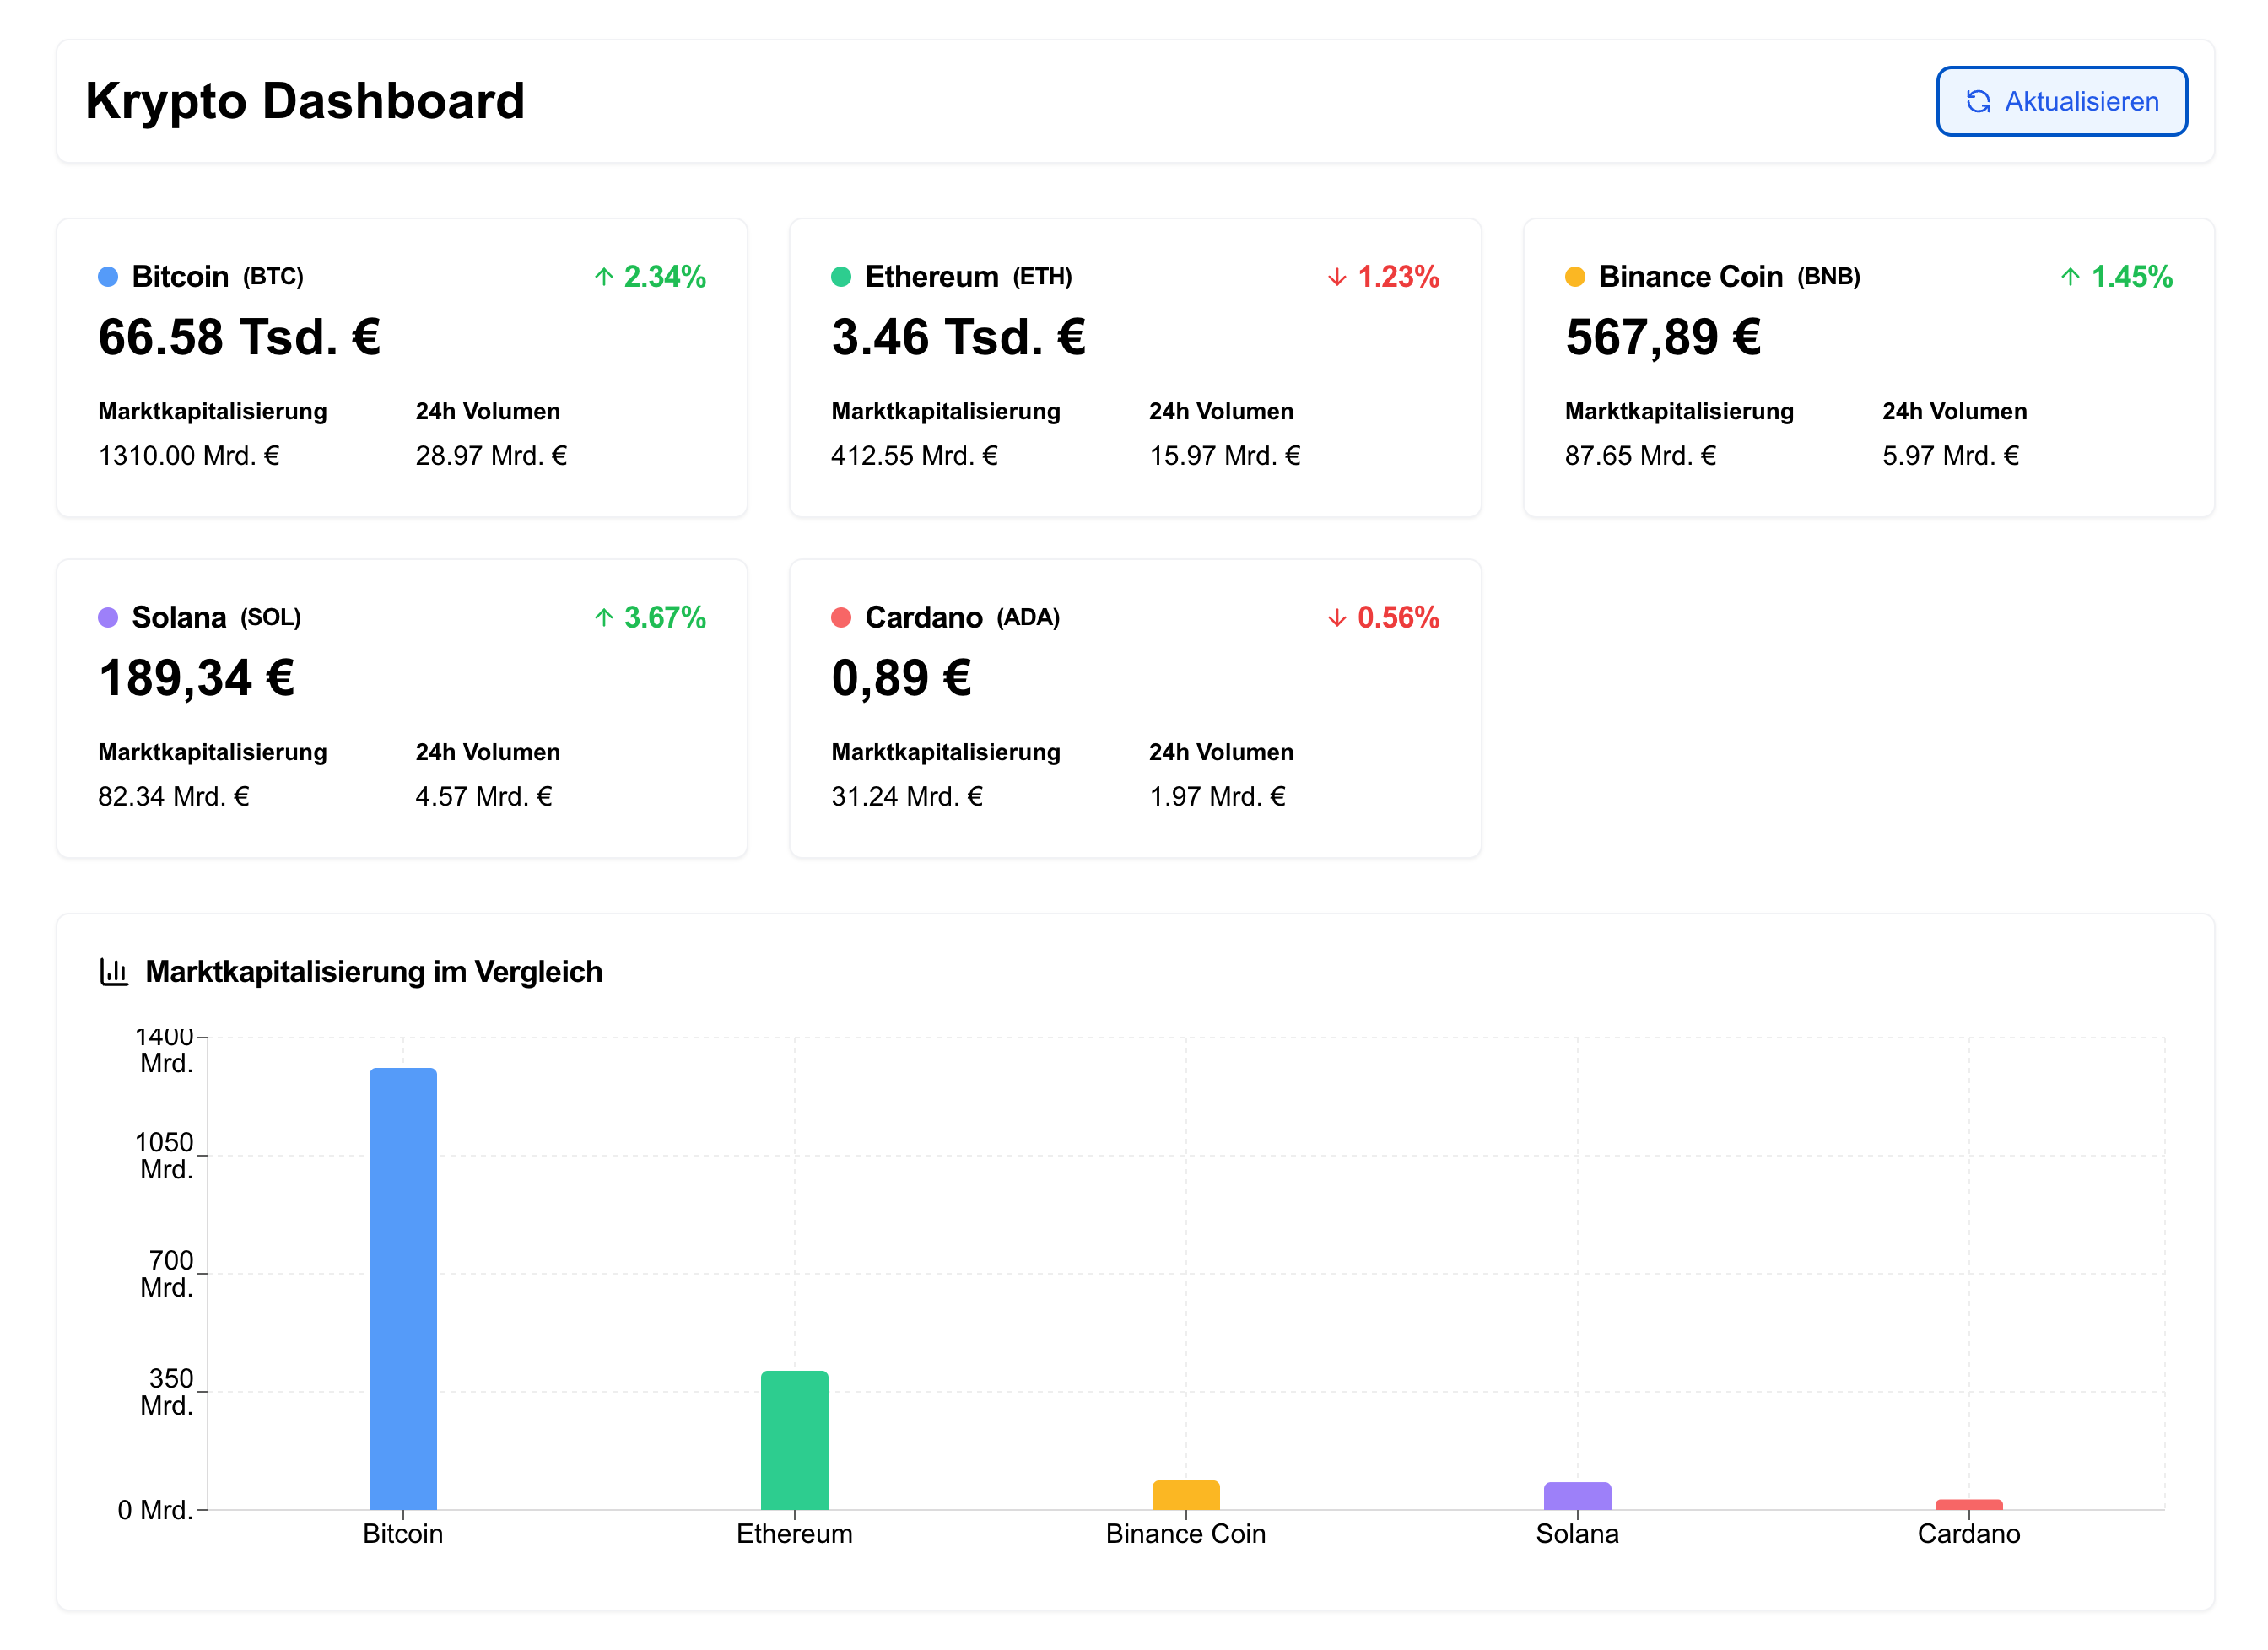 Krypto Dashboard
Aktualisieren
Bitcoin (BTC)
2.34%
66.58 Tsd. €
Marktkapitalisierung
24h Volumen
1310.00 Mrd. €
28.97 Mrd. €
Ethereum (ETH)
1.23%
3.46 Tsd. €
Marktkapitalisierung
24h Volumen
412.55 Mrd. €
15.97 Mrd. €
Binance Coin (BNB)
1.45%
567,89 €
Marktkapitalisierung
24h Volumen
87.65 Mrd. €
5.97 Mrd. €
Solana (SOL)
3.67%
189,34 €
Marktkapitalisierung
24h Volumen
82.34 Mrd. €
4.57 Mrd. €
Cardano (ADA)
0.56%
0,89 €
Marktkapitalisierung
24h Volumen
31.24 Mrd. €
1.97 Mrd. €
Marktkapitalisierung im Vergleich
1400
Mrd.
1050
Mrd.
700
Mrd.
350
Mrd.
0 Mrd.
Bitcoin
Ethereum
Binance Coin
Solana
Cardano